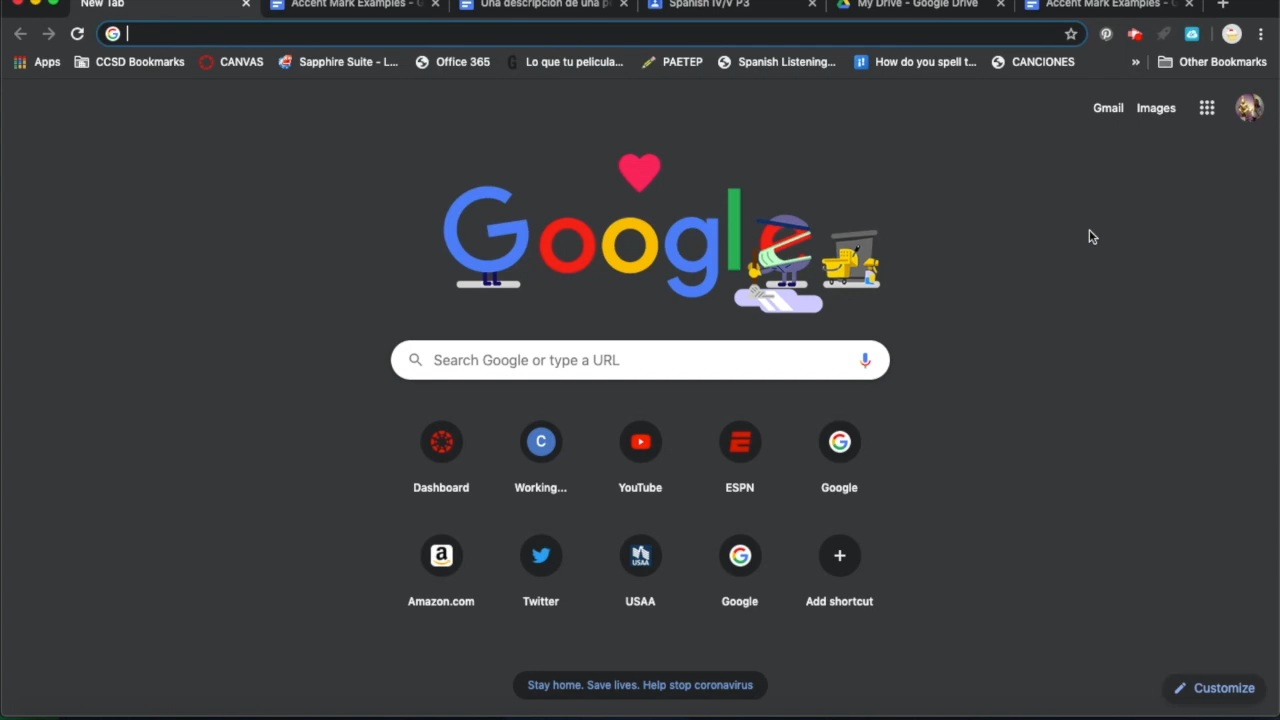 New Tab
Accent Mark Examples - G
Una descripción de una pe
Spanish IV/V P3
My Drive - Google Drive
Accent Mark Examples - G
Apps
CCSD Bookmarks
CANVAS
Sapphire Suite - L...
Office 365
Lo que tu pelicula...
PAETEP
Spanish Listening...
How do you spell t...
CANCIONES
Other Bookmarks
Gmail
Images
Google
Search Google or type a URL
Dashboard
C
Working...
YouTube
ESPN
Google
Amazon.com
Twitter
USAA
USAA
Google
Add shortcut
Stay home. Save lives. Help stop coronavirus
Customize